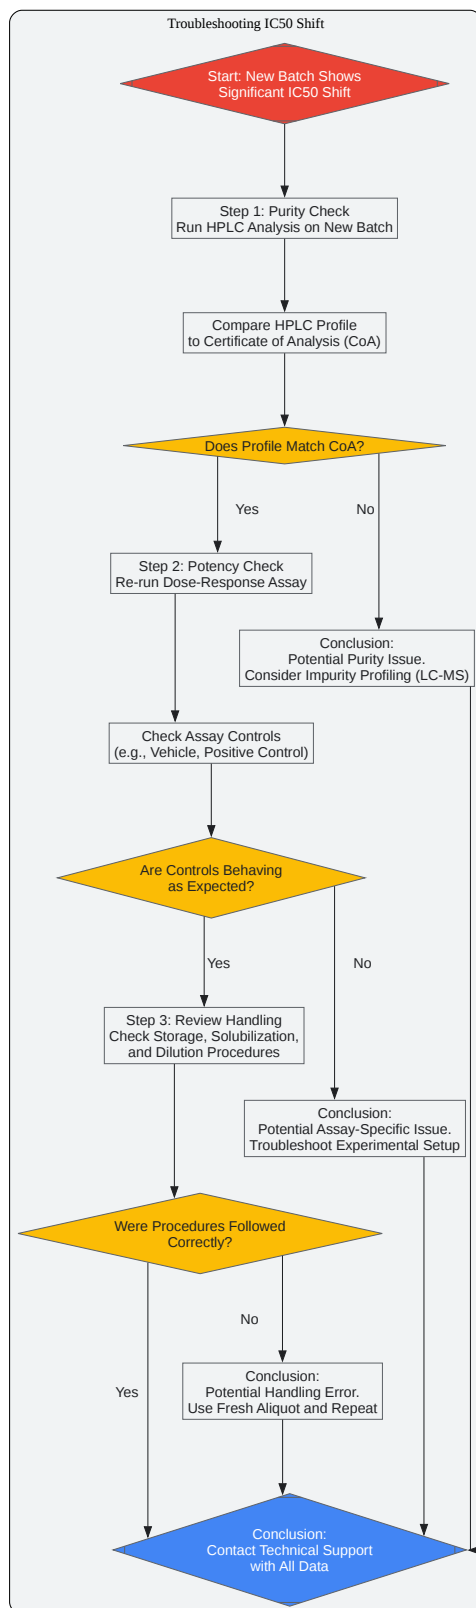 Troubleshooting IC50 Shift
Start: New Batch Shows
Significant IC50 Shift
Step 1: Purity Check
Run HPLC Analysis on New Batch
Compare HPLC Profile
to Certificate of Analysis (CoA)
Does Profile Match CoA?
Yes
No
Step 2: Potency Check
Re-run Dose-Response Assay
Conclusion:
Potential Purity Issue.
Consider Impurity Profiling (LC-MS)
Check Assay Controls
(e.g., Vehicle, Positive Control)
Are Controls Behaving
as Expected?
Yes
No
Step 3: Review Handling
Check Storage, Solubilization,
and Dilution Procedures
Conclusion:
Potential Assay-Specific Issue.
Troubleshoot Experimental Setup
Were Procedures Followed
Correctly?
No
Yes
Conclusion:
Potential Handling Error.
Use Fresh Aliquot and Repeat
Conclusion:
Contact Technical Support
with All Data